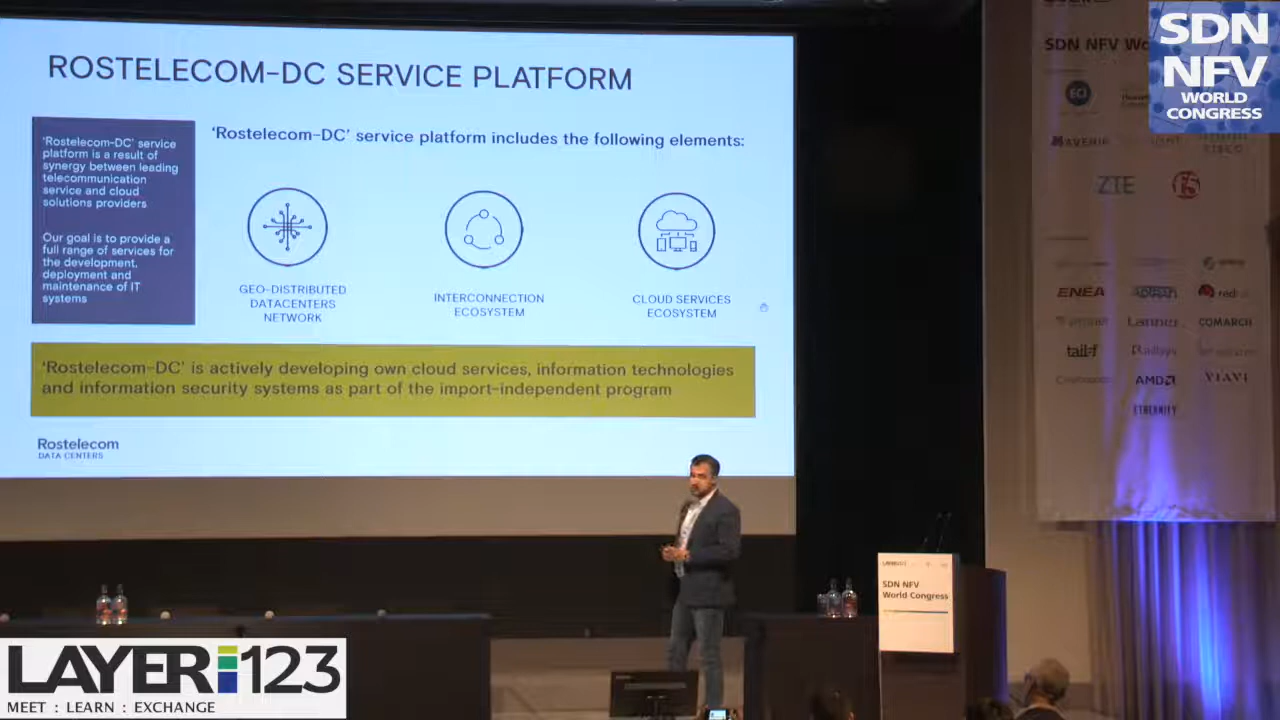 ROSTELECOM-DC SERVICE PLATFORM
'Rostelecom-DC' service
platform is a result of
synergy between leading
telecommunication
service and cloud
solutions providers
Our goal is to provide a
full range of services for
the development,
deployment and
maintenance of IT
systems
'Rostelecom-DC' service platform includes the following elements:
GEO-DISTRIBUTED
DATACENTERS
NETWORK
INTERCONNECTION
ECOSYSTEM
CLOUD SERVICES
ECOSYSTEM
'Rostelecom-DC' is actively developing own cloud services, information technologies
and information security systems as part of the import-independent program
Rostelecom
DATA CENTERS
SDN
NFV
WORLD
CONGRESS
SDN NFV
ECI
ZTE
ENEA
ADTRAN
red
Lanner
COMARCH
tail-f
Radisys
AMD
VIAVI
ETHERNITY
SDN NFV
World Congress
LAYER123
MEET : LEARN : EXCHANGE